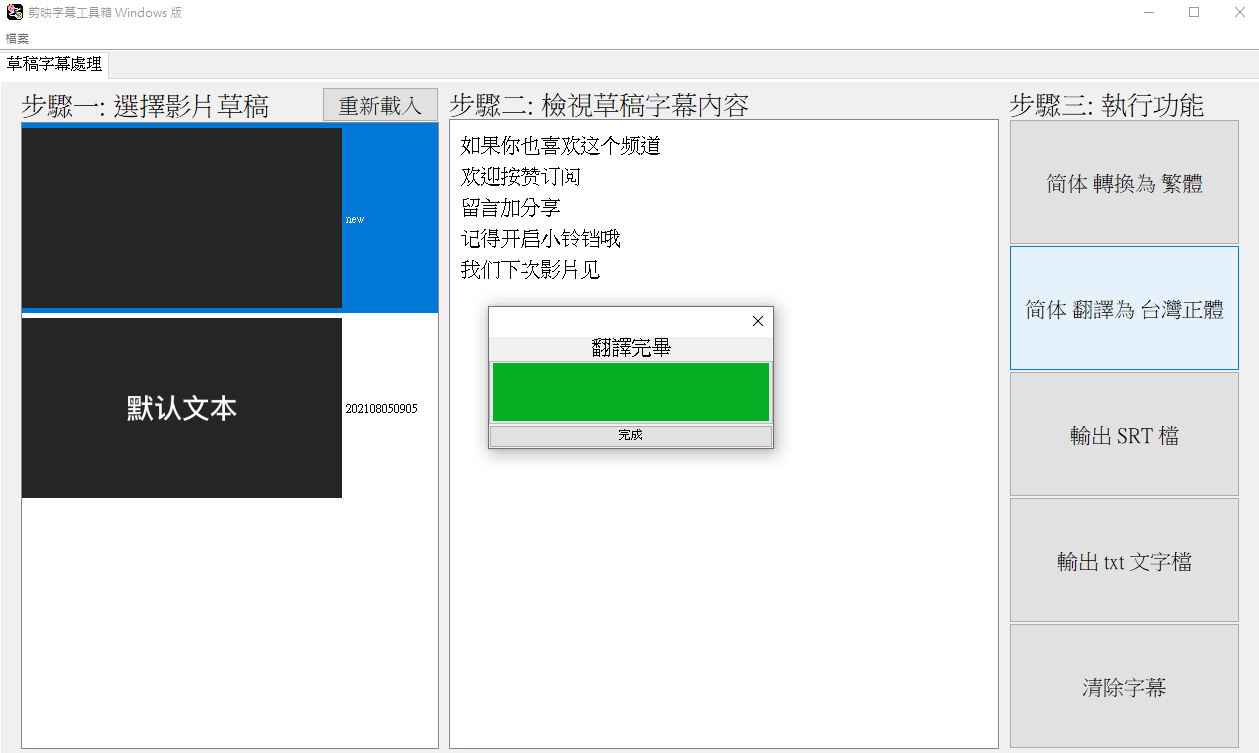 剪映字幕工具箱 Windows 版
檔案
草稿字幕處理
步驟一: 選擇影片草稿
重新載入
new
默认文本
202108050905
步驟二: 檢視草稿字幕內容
如果你也喜欢这个频道
欢迎按赞订阅
留言加分享
记得开启小铃铛哦
我们下次影片见
翻譯完畢
完成
步驟三: 執行功能
简体 轉換為 繁體
简体 翻譯為 台灣正體
輸出 SRT 檔
輸出 txt 文字檔
清除字幕